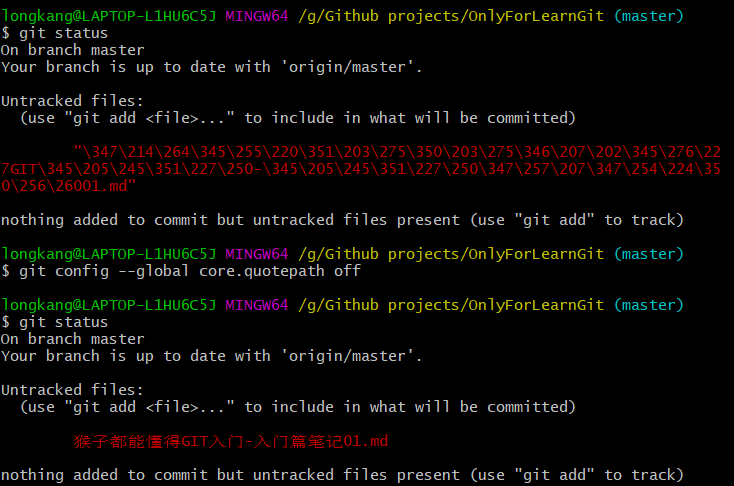 longkang@LAPTOP-L1HU6C5J MINGW64 /g/Github projects/OnlyForLearnGit (master)
$ git status
On branch master
Your branch is up to date with 'origin/master'.
Untracked files:
(use "git add <file>..." to include in what will be committed)
"\347\214\264\345\255\220\351\203\275\350\203\275\346\207\202\345\276\22
7GIT\345\205\245\351\227\250-\345\205\245\351\227\250\347\257\207\347\254\224\35
0\256\26001.md"
nothing added to commit but untracked files present (use "git add" to track)
longkang@LAPTOP-L1HU6C5J MINGW64 /g/Github projects/OnlyForLearnGit (master)
$ git config --global core.quotepath off
longkang@LAPTOP-L1HU6C5J MINGW64 /g/Github projects/OnlyForLearnGit (master)
$ git status
On branch master
Your branch is up to date with 'origin/master'.
Untracked files:
(use "git add <file>..." to include in what will be committed)
猴子都能懂得GIT入门-入门篇笔记01.md
nothing added to commit but untracked files present (use "git add" to track)